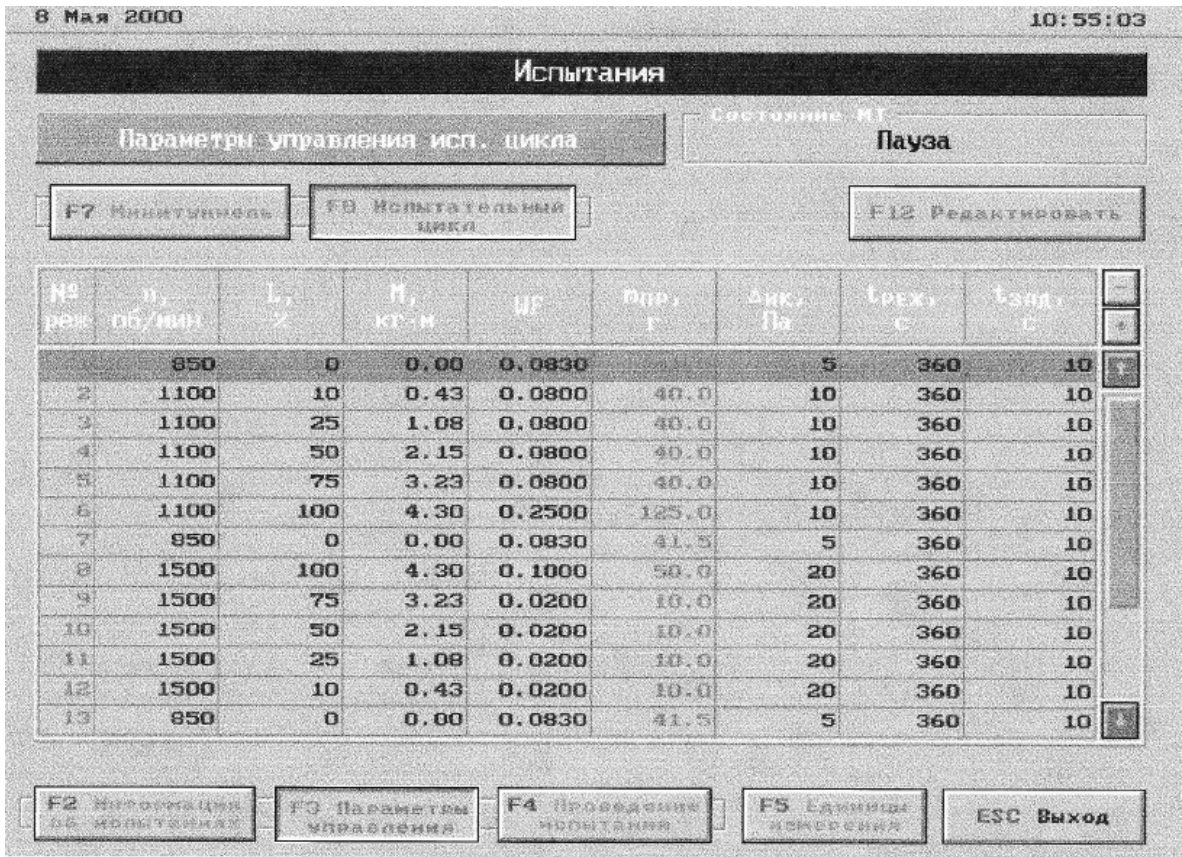 8 Мая 2000 10:55:03
Испытания
Параметры управления исп. цикла
Состояние МТ
Пауза
F7 Минитуннель
F8 Испытательный
цикл
F12 Редактировать
№ n, L, M, WF mпр, Δнк, tреж, tзад,
реж об/мин % кг·м г Па с с
850 0 0.00 0.0830 5 360 10
2 1100 10 0.43 0.0800 40.0 10 360 10
3 1100 25 1.08 0.0800 40.0 10 360 10
4 1100 50 2.15 0.0800 40.0 10 360 10
5 1100 75 3.23 0.0800 40.0 10 360 10
6 1100 100 4.30 0.2500 125.0 10 360 10
7 850 0 0.00 0.0830 41.5 5 360 10
8 1500 100 4.30 0.1000 50.0 20 360 10
9 1500 75 3.23 0.0200 10.0 20 360 10
10 1500 50 2.15 0.0200 10.0 20 360 10
11 1500 25 1.08 0.0200 10.0 20 360 10
12 1500 10 0.43 0.0200 10.0 20 360 10
13 850 0 0.00 0.0830 41.5 5 360 10
F2 Информация
об испытаниях
F3 Параметры
управления
F4 Проведение
испытания
F5 Единицы
измерения
ESC Выход